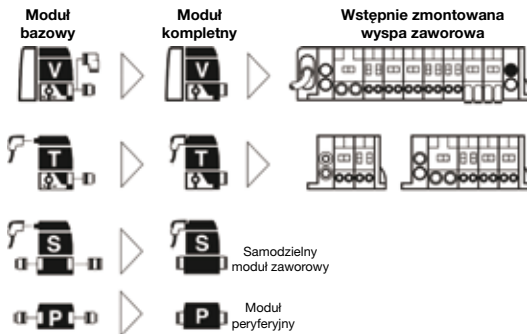 Moduł
bazowy
Moduł
kompletny
Wstępnie zmontowana
wyspa zaworowa
V
V
T
T
S
S
Samodzielny
moduł zaworowy
P
P
Moduł
peryferyjny